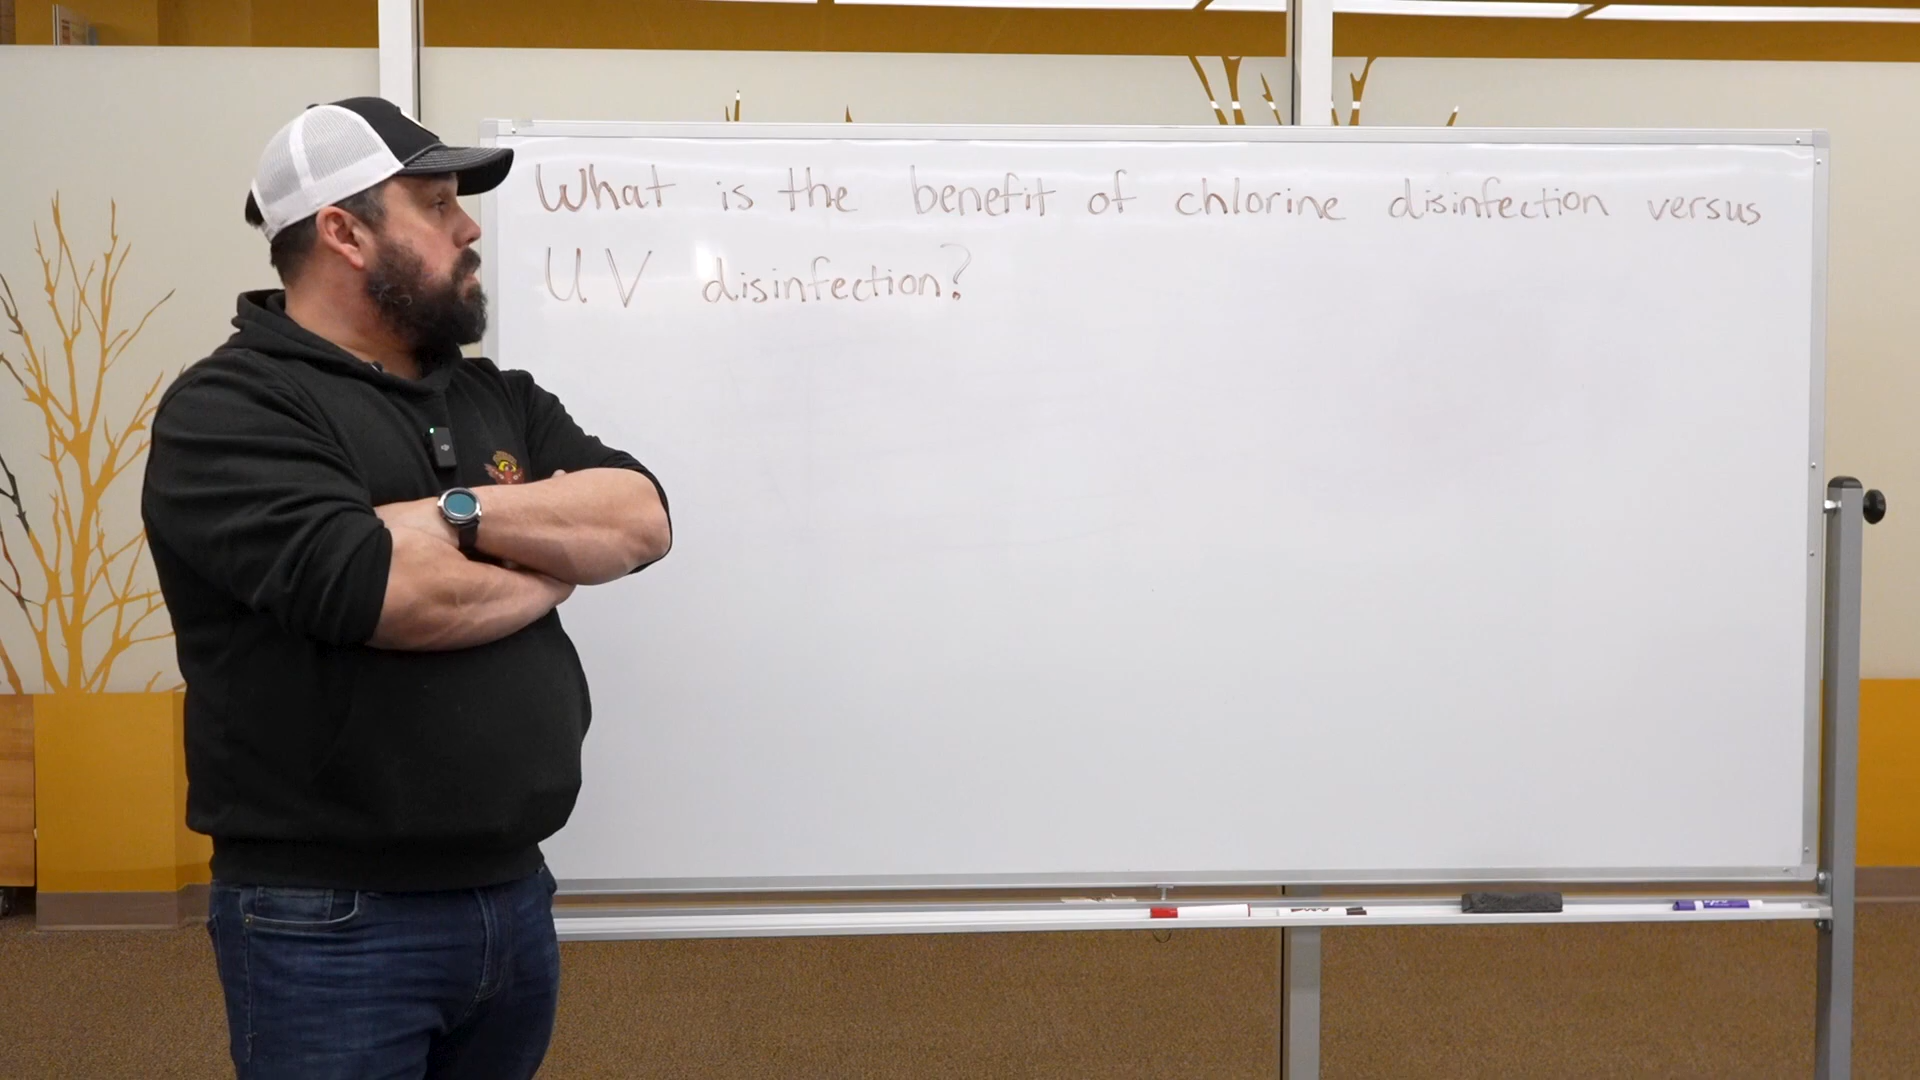 What is the benefit of chlorine disinfection versus
UV disinfection?